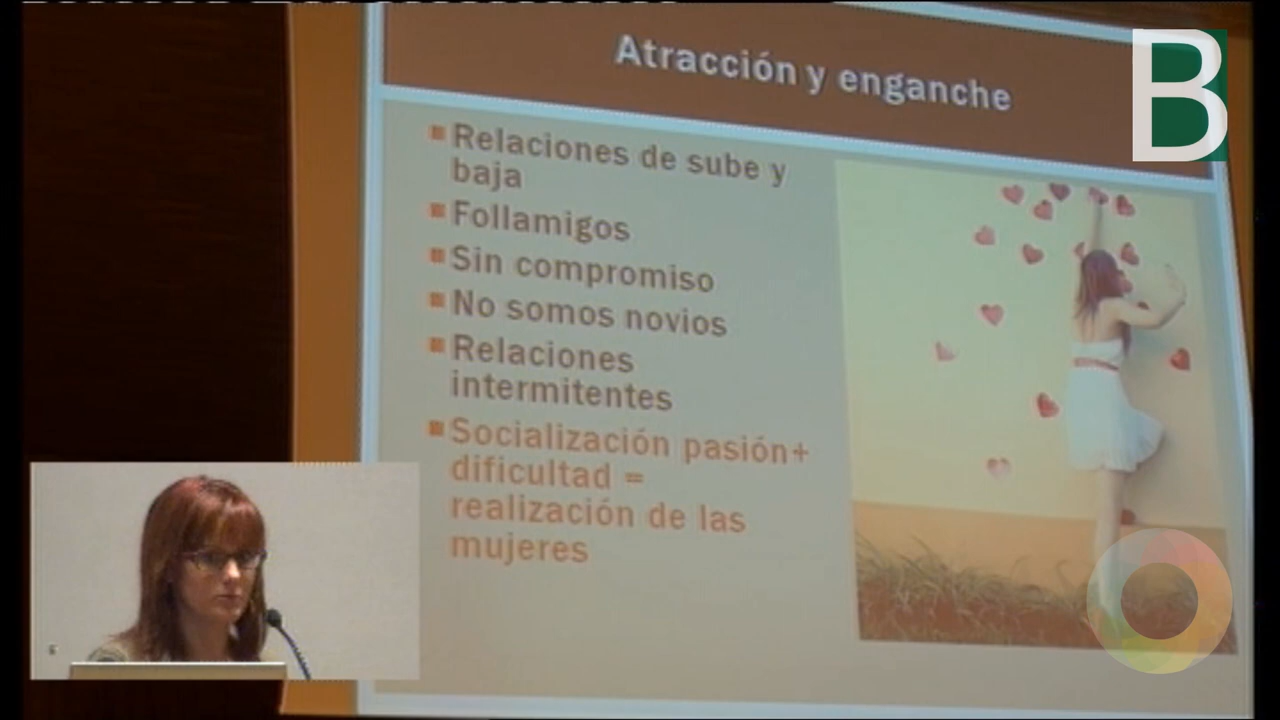 Atracción y enganche
B
Relaciones de sube y
baja
Follamigos
Sin compromiso
No somos novios
Relaciones
intermitentes
Socialización pasión+
dificultad =
realización de las
mujeres